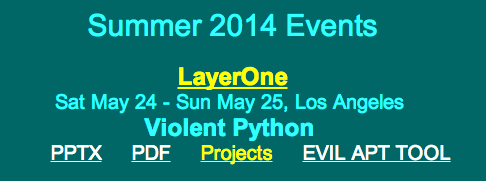 Summer 2014 Events
LayerOne
Sat May 24 - Sun May 25, Los Angeles
Violent Python
PPTX PDF Projects EVIL APT TOOL